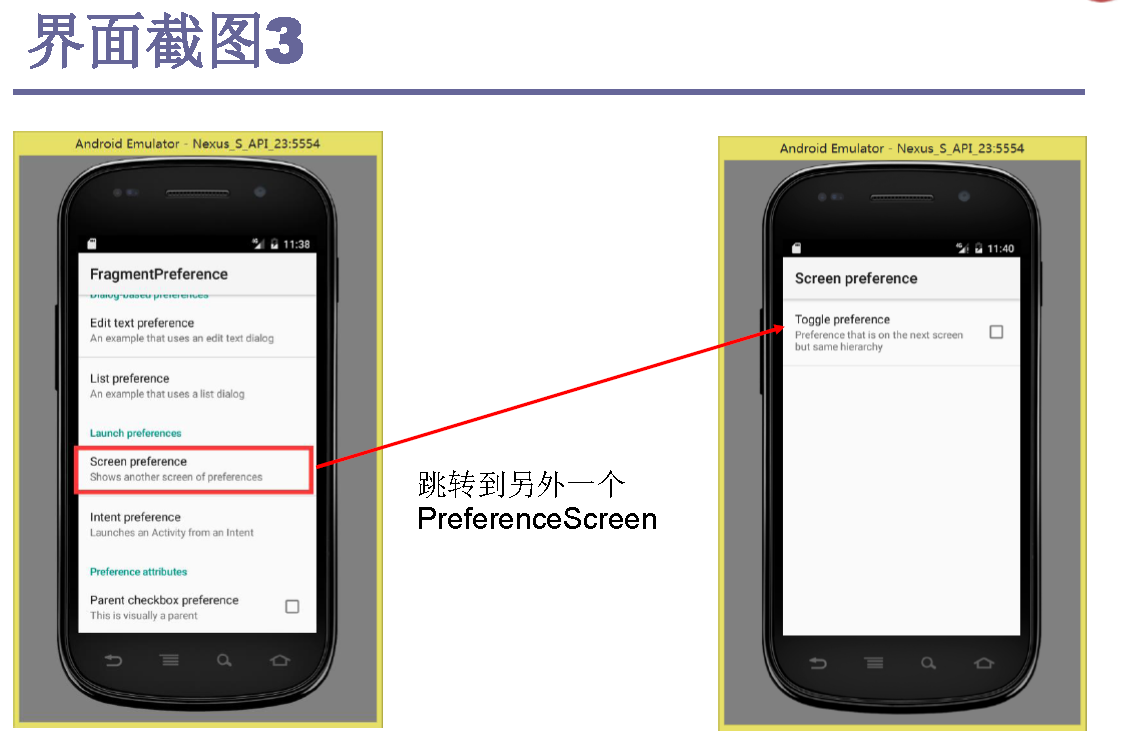 界面截图3
Android Emulator - Nexus_S_API_23:5554
11:38
FragmentPreference
Dialog-based preferences
Edit text preference
An example that uses an edit text dialog
List preference
An example that uses a list dialog
Launch preferences
Screen preference
Shows another screen of preferences
Intent preference
Launches an Activity from an Intent
Preference attributes
Parent checkbox preference
This is visually a parent
跳转到另外一个
PreferenceScreen
Android Emulator - Nexus_S_API_23:5554
11:40
Screen preference
Toggle preference
Preference that is on the next screen
but same hierarchy